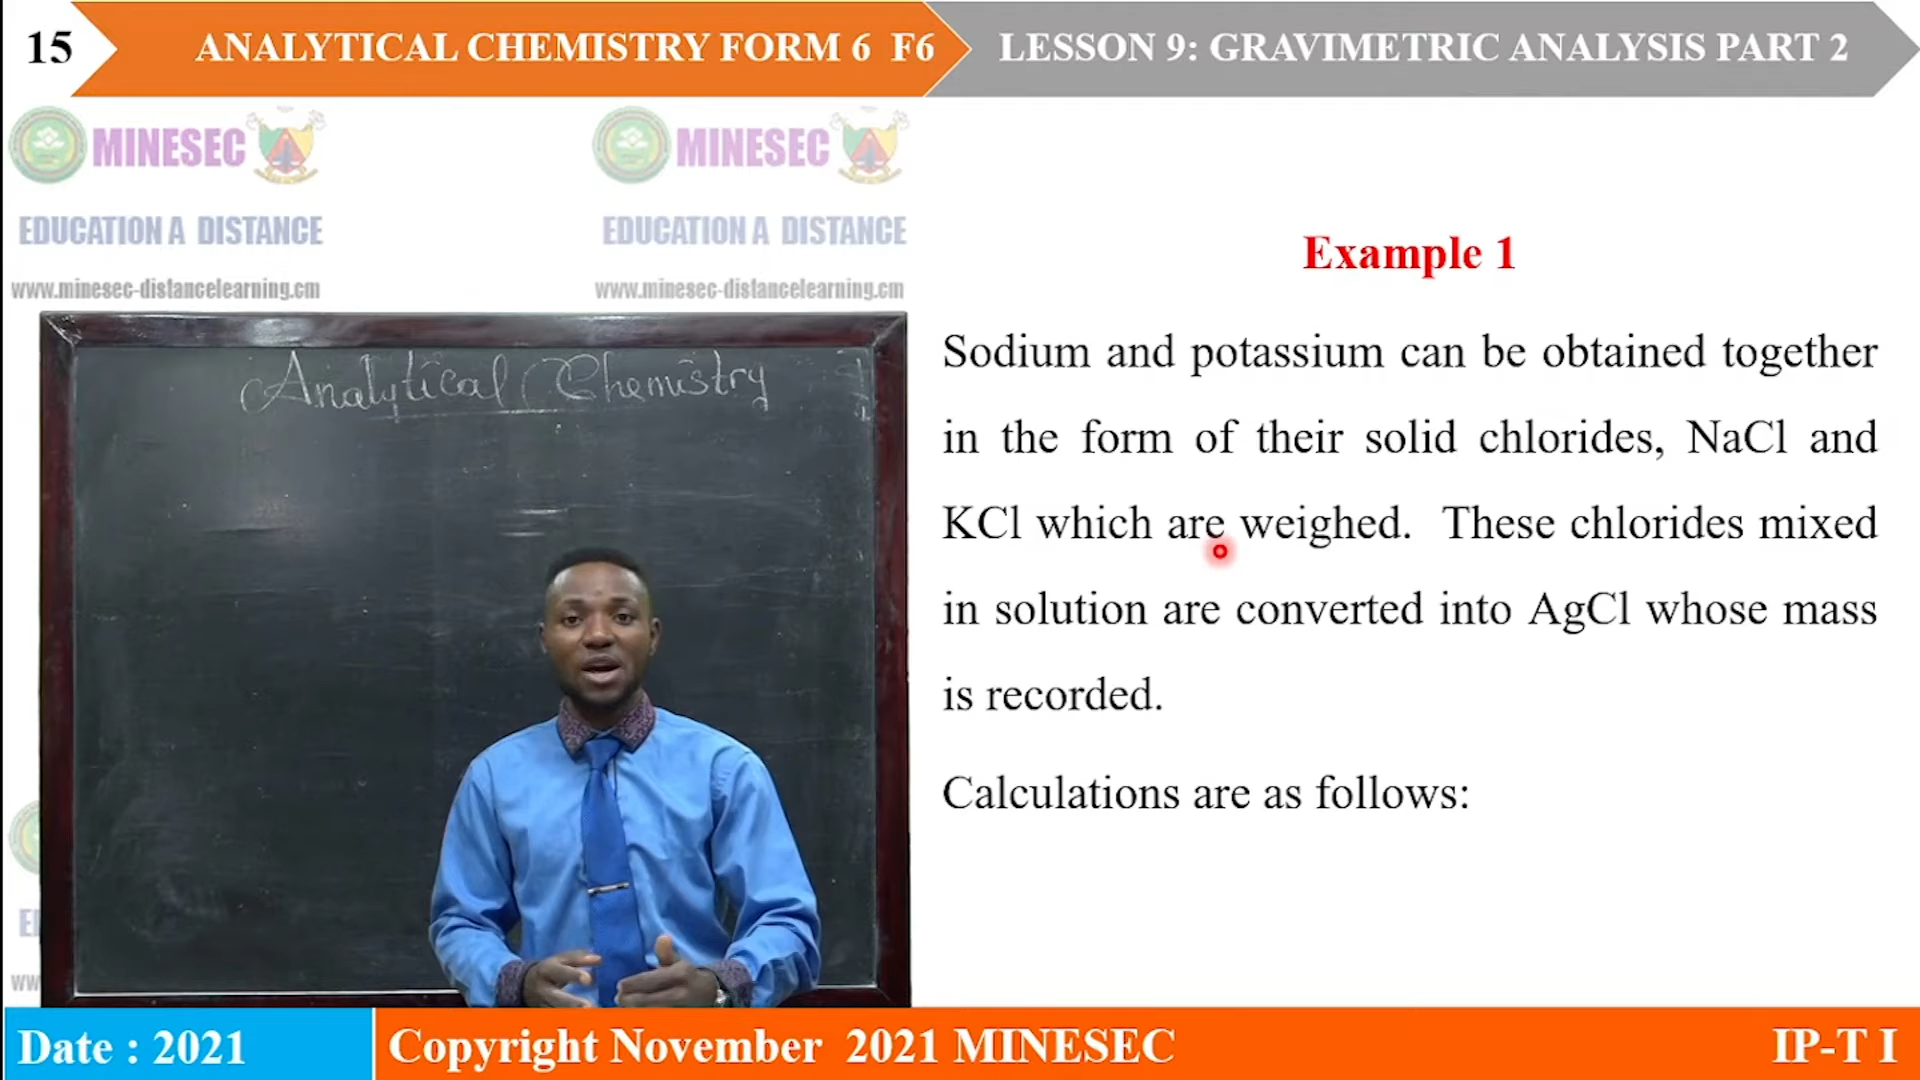 15 ANALYTICAL CHEMISTRY FORM 6 F6 LESSON 9: GRAVIMETRIC ANALYSIS PART 2
MINESEC MINESEC
EDUCATION A DISTANCE EDUCATION A DISTANCE
www.minesec-distancelearning.cm www.minesec-distancelearning.cm
Analytical Chemistry
Example 1
Sodium and potassium can be obtained together
in the form of their solid chlorides, NaCl and
KCl which are weighed. These chlorides mixed
in solution are converted into AgCl whose mass
is recorded.
Calculations are as follows:
Date : 2021 Copyright November 2021 MINESEC IP-T I